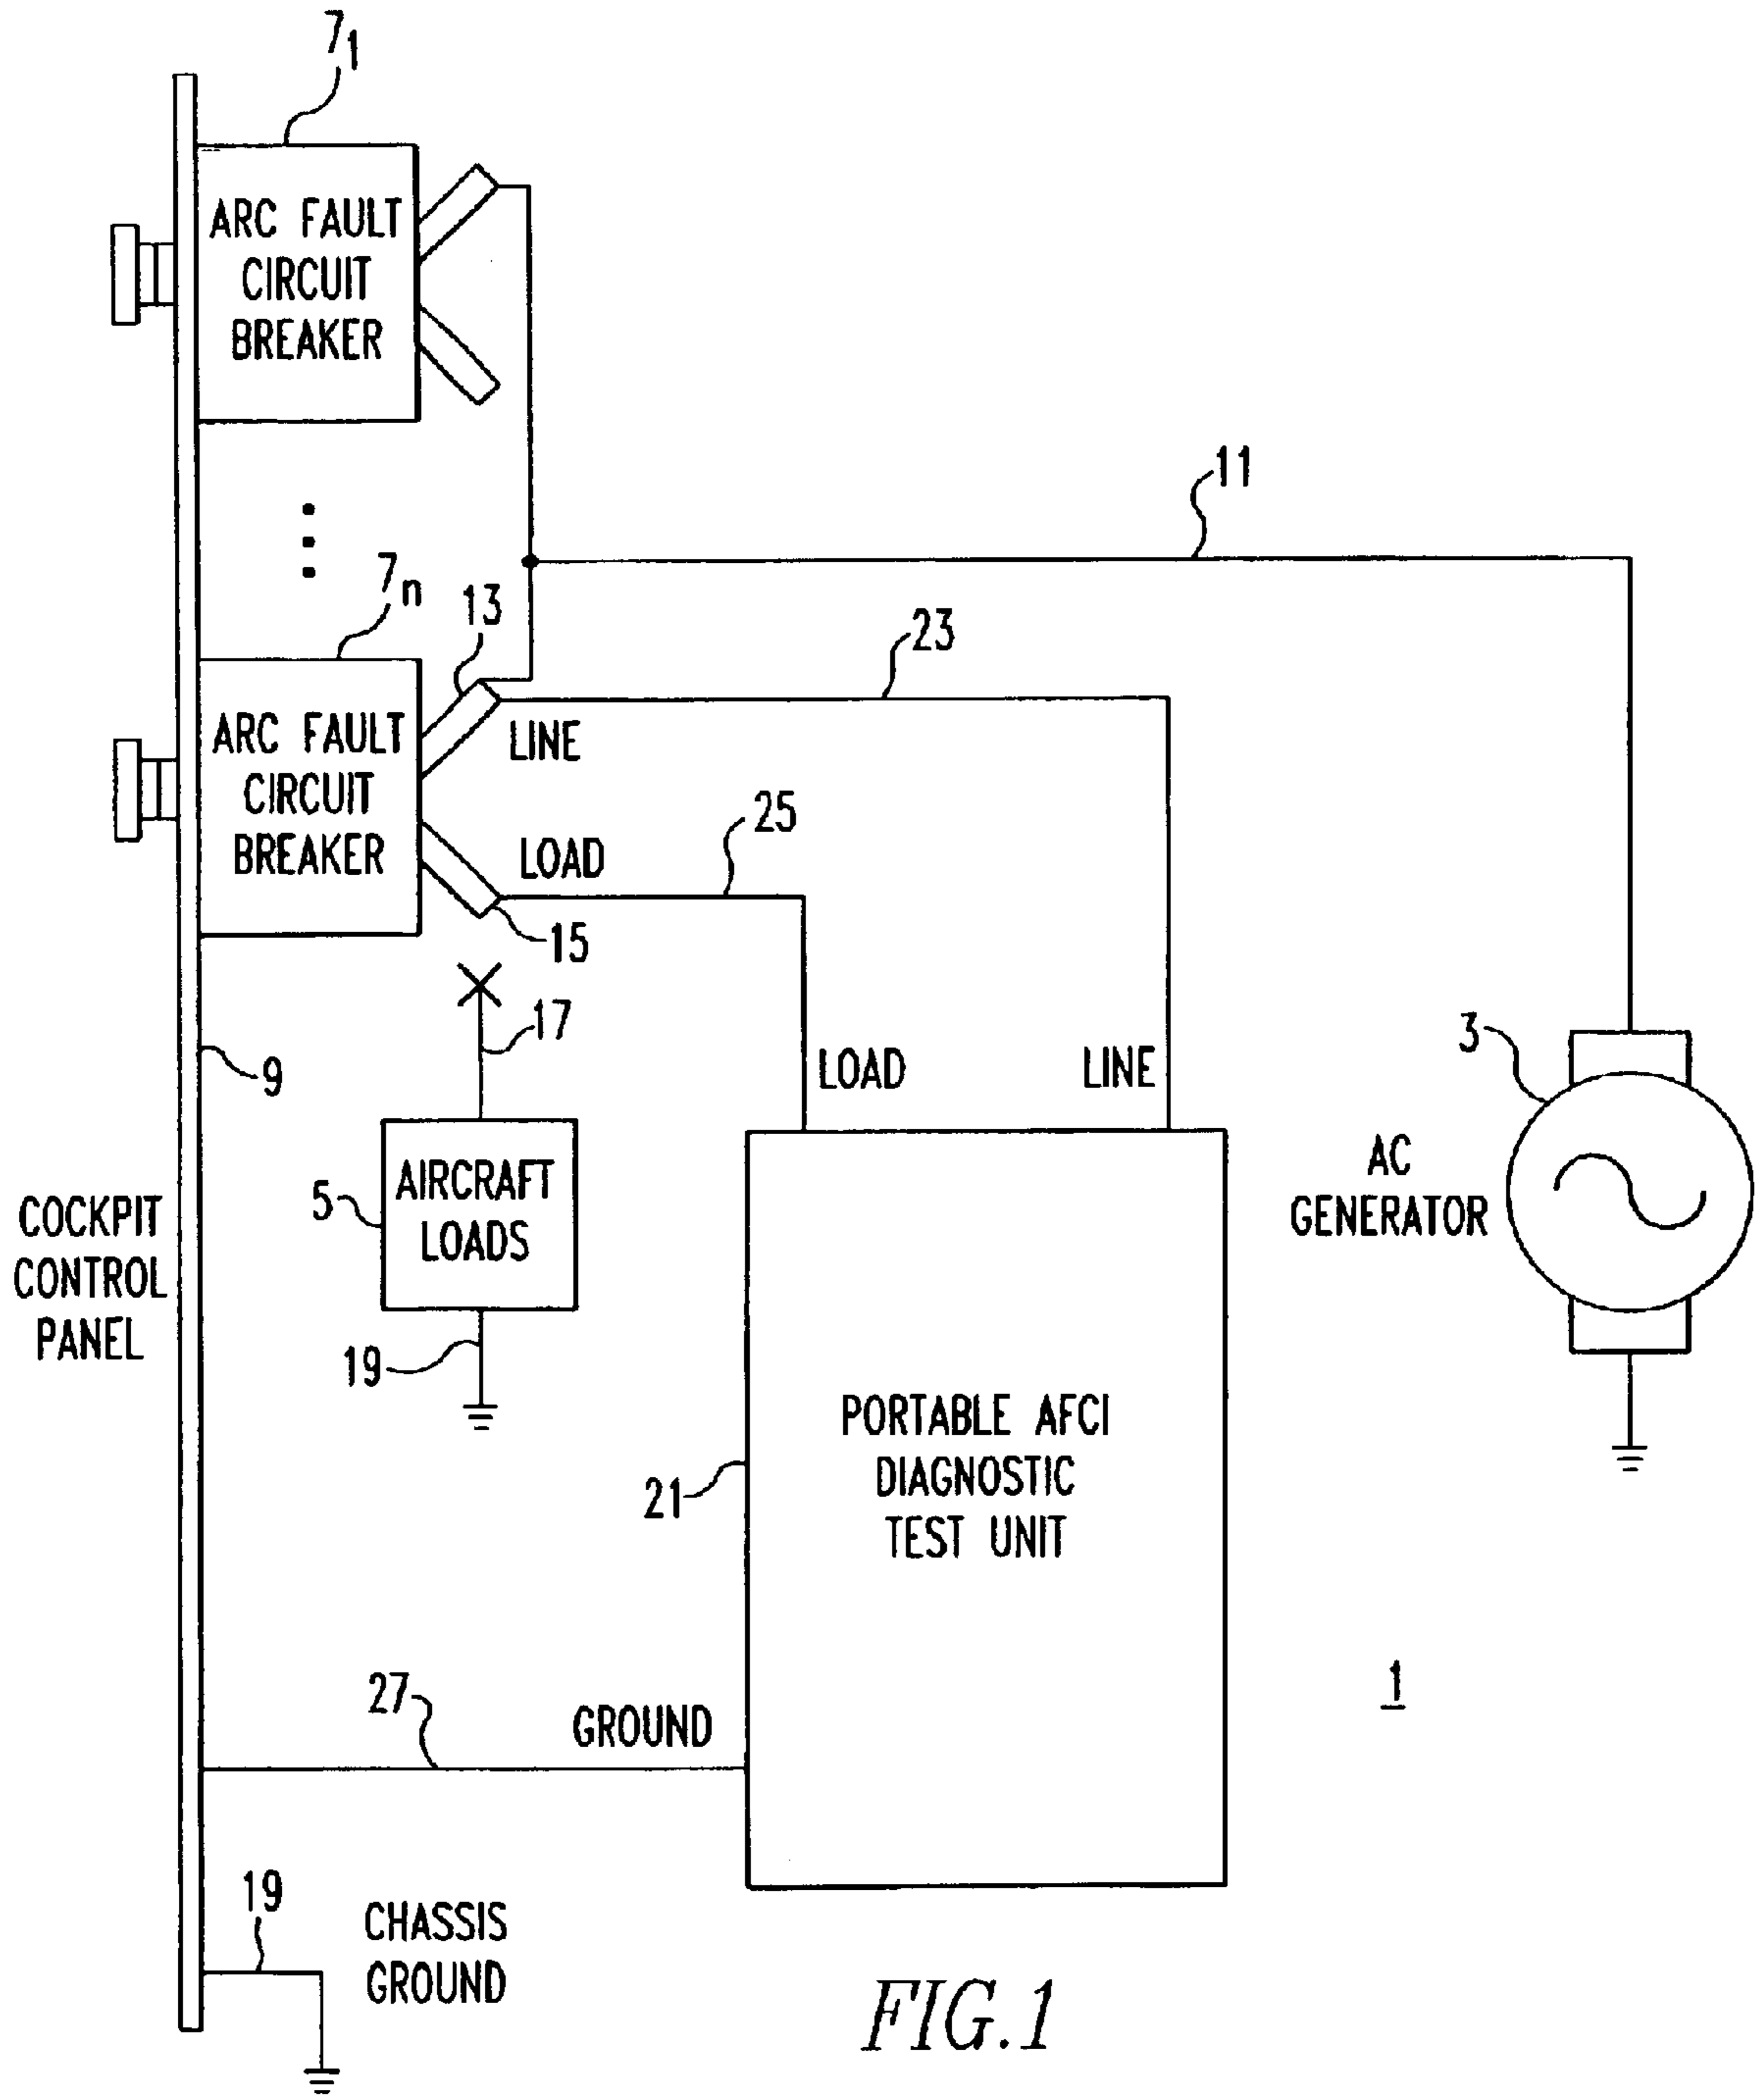 7₁
ARC FAULT
CIRCUIT
BREAKER
11
7ₙ
13
23
ARC FAULT
CIRCUIT
BREAKER
LINE
25
LOAD
15
17
9
LOAD
LINE
3
AC
GENERATOR
5
AIRCRAFT
LOADS
COCKPIT
CONTROL
PANEL
19
PORTABLE AFCI
DIAGNOSTIC
TEST UNIT
21
1
27
GROUND
19
CHASSIS
GROUND
FIG.1